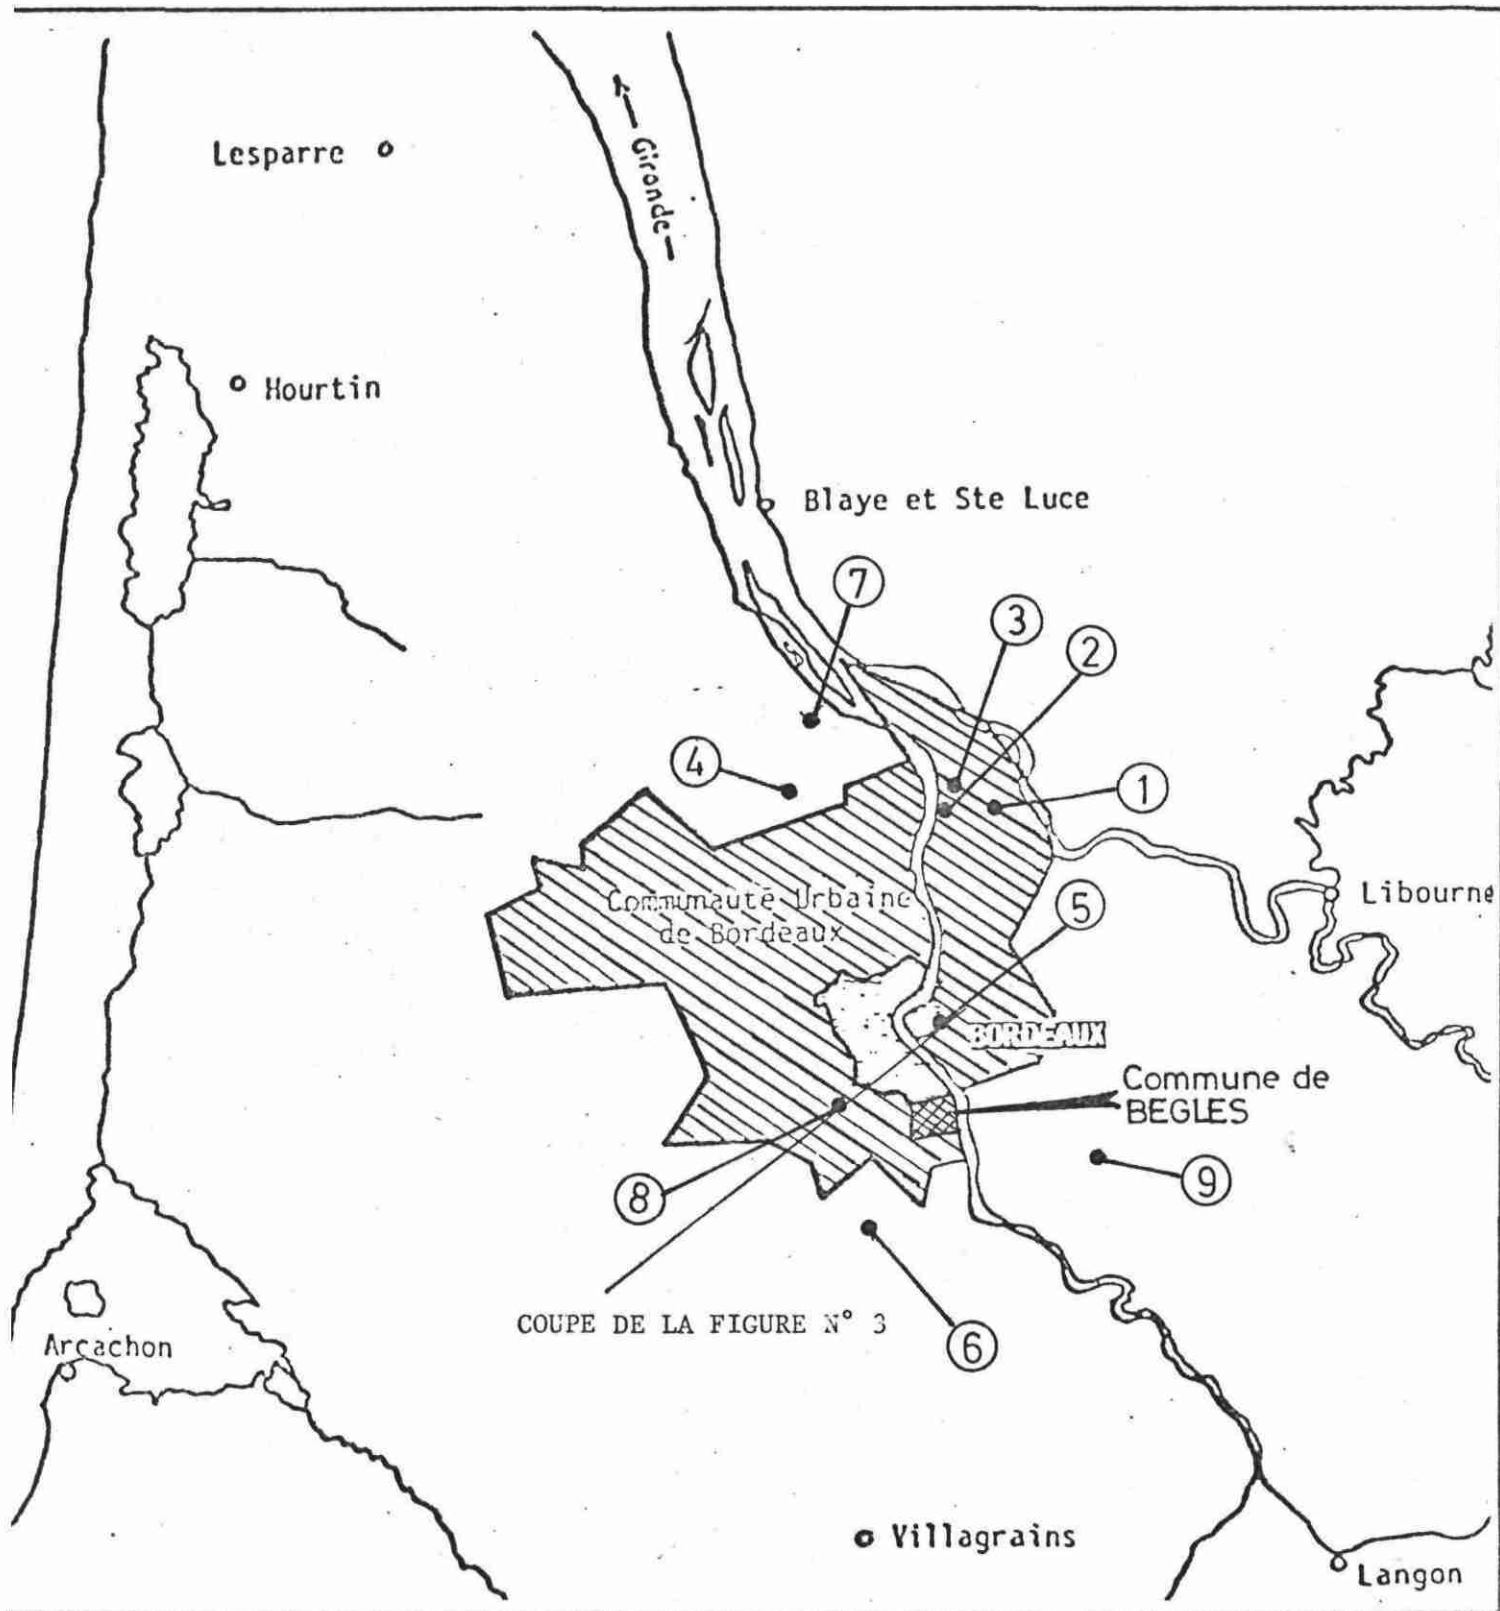 Lesparre
Gironde
Hourtin
Blaye et Ste Luce
7
3
2
4
1
Communauté Urbaine
de Bordeaux
5
Libourne
BORDEAUX
Commune de
BEGLES
8
9
COUPE DE LA FIGURE N° 3
6
Arcachon
Villagrains
Langon